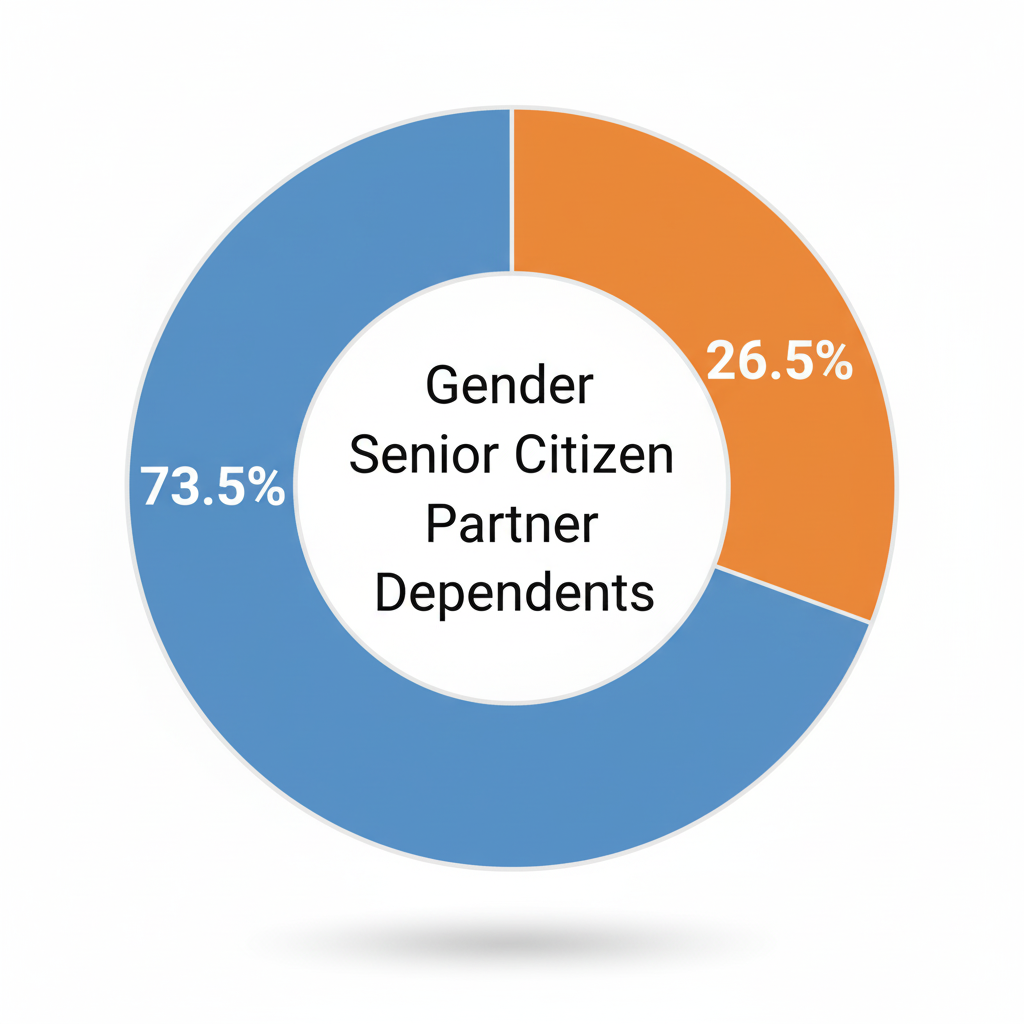 26.5%
Gender
Senior Citizen
73.5%
Partner
Dependents